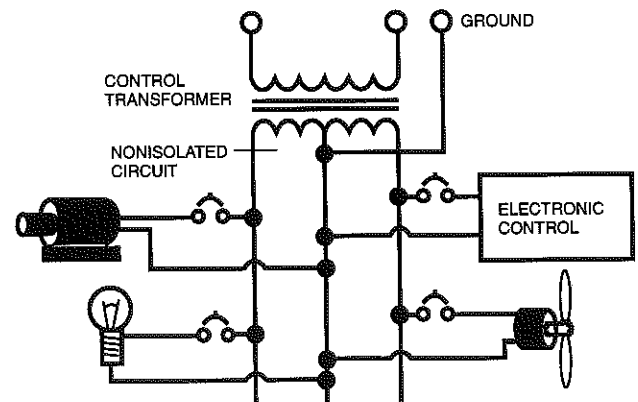 GROUND
CONTROL
TRANSFORMER
NONISOLATED
CIRCUIT
ELECTRONIC
CONTROL